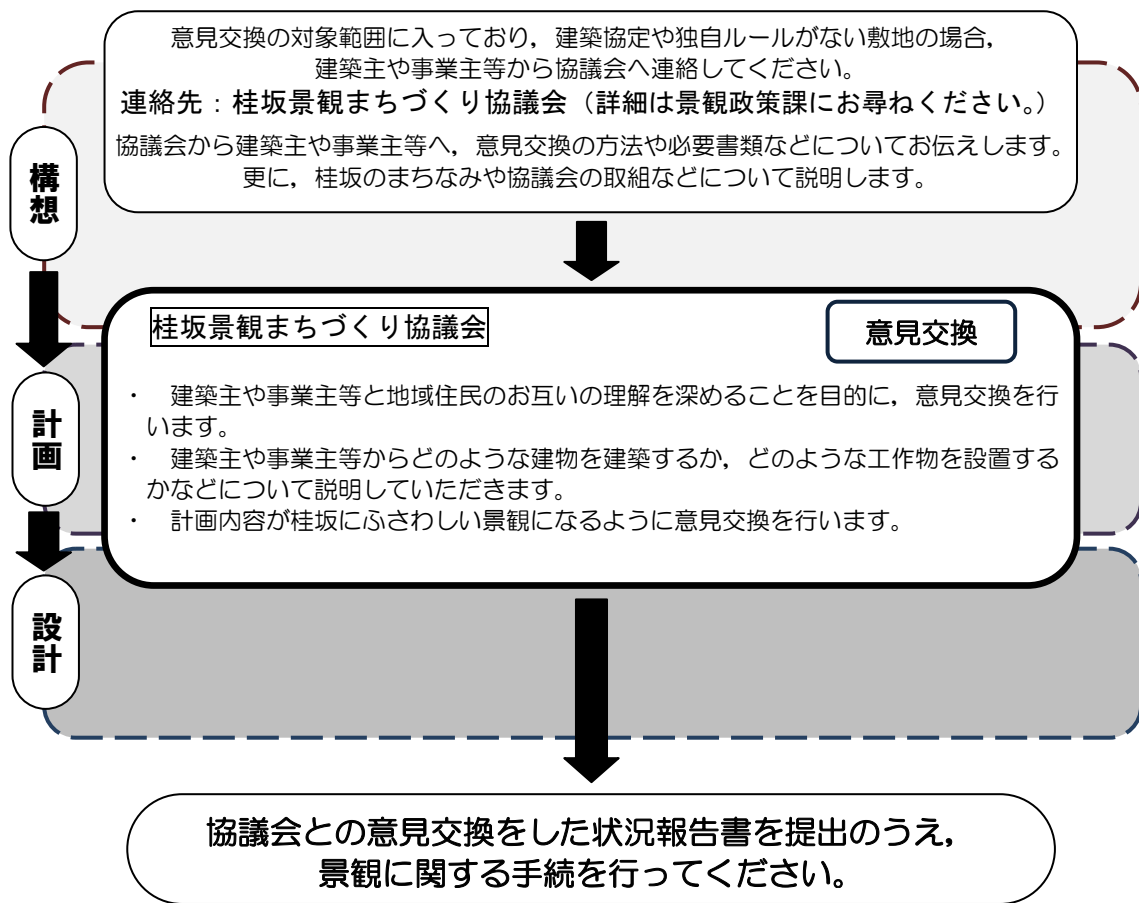 意見交換の対象範囲に入っており，建築協定や独自ルールがない敷地の場合，
建築主や事業主等から協議会へ連絡してください。
連絡先：桂坂景観まちづくり協議会（詳細は景観政策課にお尋ねください。）
協議会から建築主や事業主等へ，意見交換の方法や必要書類などについてお伝えします。
更に，桂坂のまちなみや協議会の取組などについて説明します。
構想
桂坂景観まちづくり協議会
意見交換
・　建築主や事業主等と地域住民のお互いの理解を深めることを目的に，意見交換を行
います。
・　建築主や事業主等からどのような建物を建築するか，どのような工作物を設置する
かなどについて説明していただきます。
・　計画内容が桂坂にふさわしい景観になるように意見交換を行います。
計画
設計
協議会との意見交換をした状況報告書を提出のうえ，
景観に関する手続を行ってください。